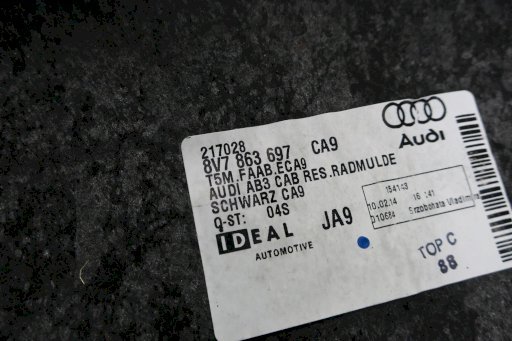 217028
8V7 863 697 CA9
T5M.FAAB.ECA9
AUDI AB3 CAB RES.RADMULDE
SCHWARZ CA9
Q-ST: 04S
IDEAL
AUTOMOTIVE
JA9
Audi
10.02.14 16:41
TOP C
88